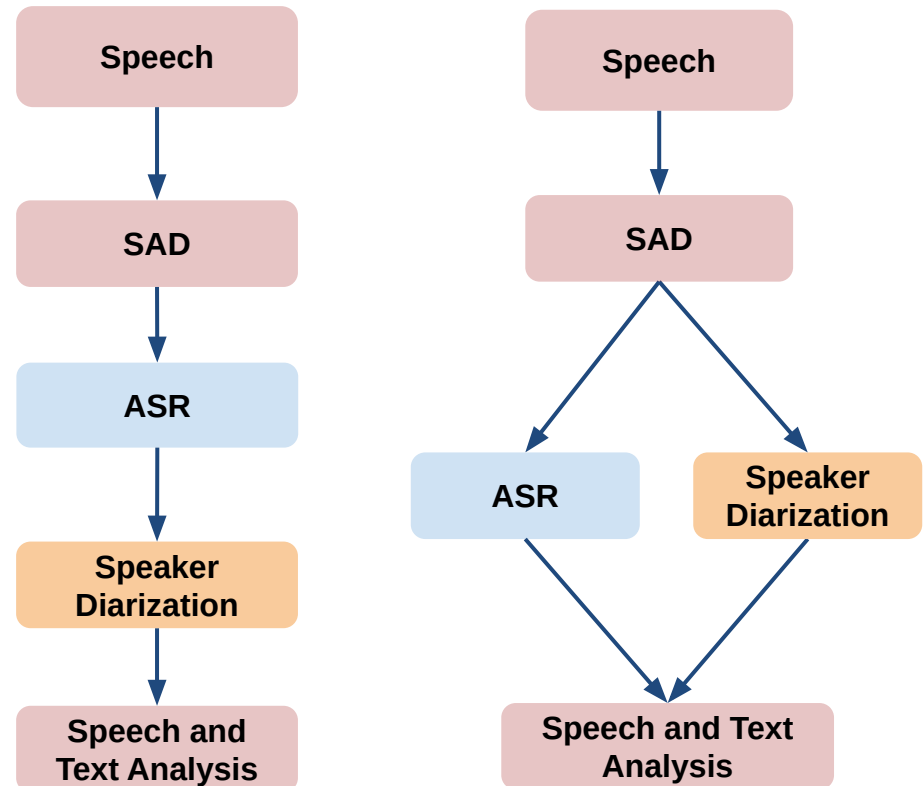 Speech
SAD
ASR
Speaker
Diarization
Speech and
Text Analysis
Speech
SAD
ASR
Speaker
Diarization
Speech and Text
Analysis